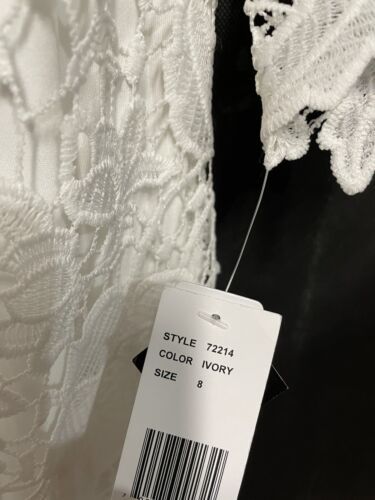 STYLE 72214
COLOR IVORY
SIZE 8